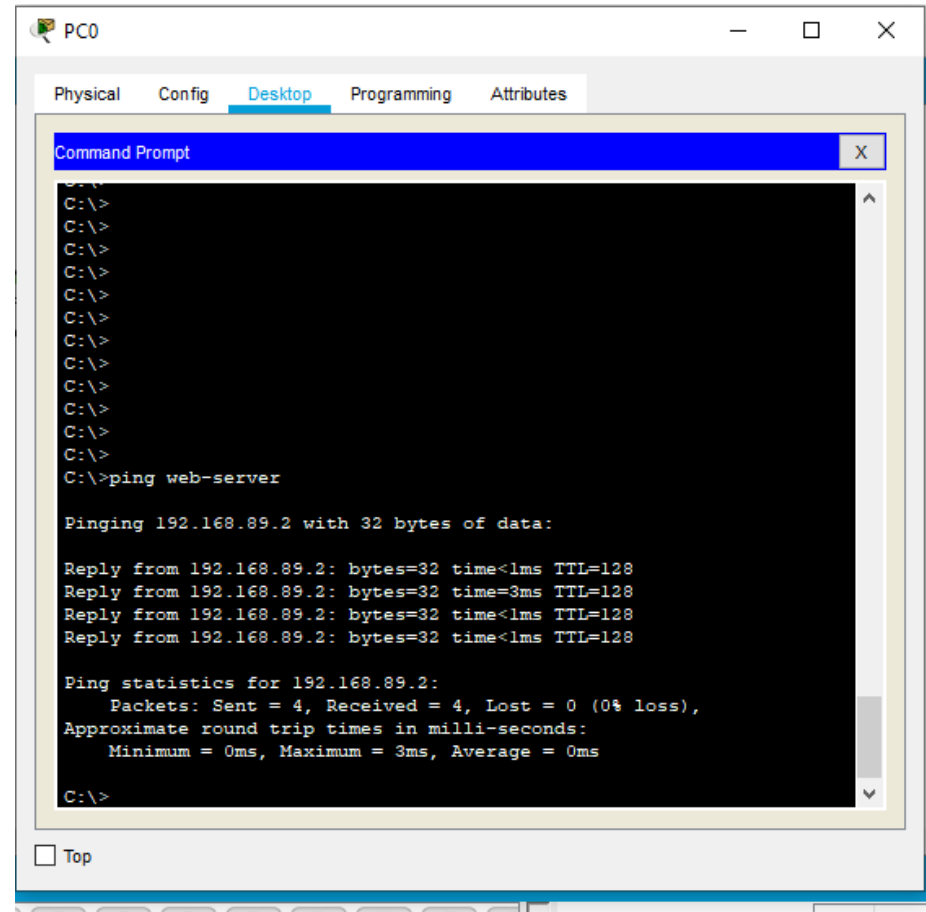 PC0
Physical Config Desktop Programming Attributes
Command Prompt
X
C:\>
C:\>
C:\>
C:\>
C:\>
C:\>
C:\>
C:\>
C:\>
C:\>
C:\>
C:\>
C:\>ping web-server
Pinging 192.168.89.2 with 32 bytes of data:
Reply from 192.168.89.2: bytes=32 time<1ms TTL=128
Reply from 192.168.89.2: bytes=32 time=3ms TTL=128
Reply from 192.168.89.2: bytes=32 time<1ms TTL=128
Reply from 192.168.89.2: bytes=32 time<1ms TTL=128
Ping statistics for 192.168.89.2:
Packets: Sent = 4, Received = 4, Lost = 0 (0% loss),
Approximate round trip times in milli-seconds:
Minimum = 0ms, Maximum = 3ms, Average = 0ms
C:\>
Top